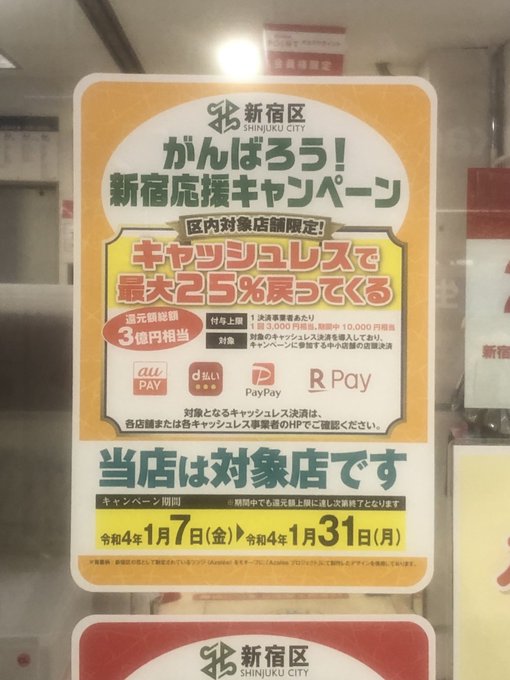 会員様限定
新宿区
SHINJUKU CITY
がんばろう!
新宿応援キャンペーン
区内対象店舗限定!
キャッシュレスで
最大25%戻ってくる
還元額総額
3億円相当
付与上限
1決済事業者あたり
1回3,000円相当、期間中10,000円相当
対象
対象のキャッシュレス決済を導入しており、
キャンペーンに参加する中小店舗の店頭決済
au
PAY
d払い
PayPay
R Pay
対象となるキャッシュレス決済は、
各店舗または各キャッシュレス事業者のHPでご確認ください。
当店は対象店です
キャンペーン期間
※期間中でも還元額上限に達し次第終了となります
令和4年1月7日(金)▶令和4年1月31日(月)
新宿
新宿区
SHINJUKU CITY